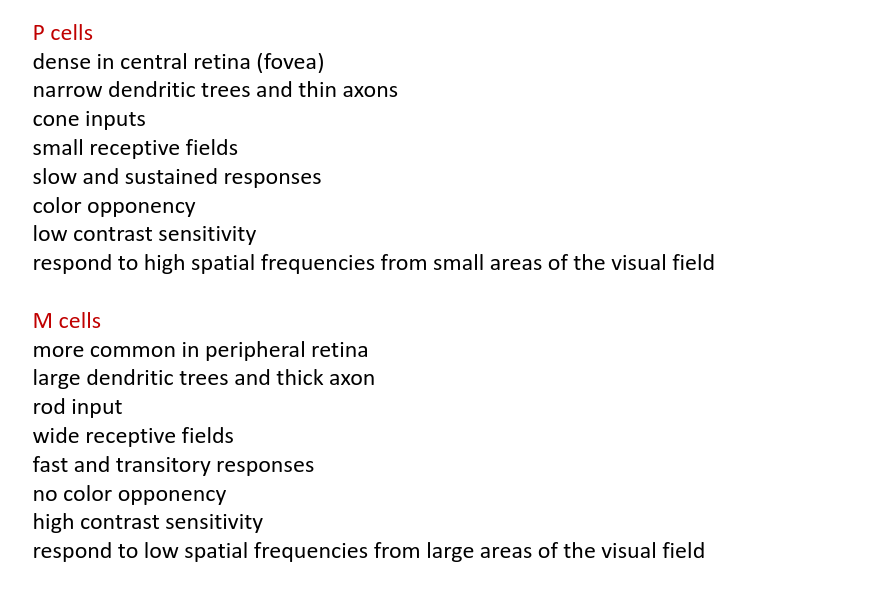 P cells
dense in central retina (fovea)
narrow dendritic trees and thin axons
cone inputs
small receptive fields
slow and sustained responses
color opponency
low contrast sensitivity
respond to high spatial frequencies from small areas of the visual field
M cells
more common in peripheral retina
large dendritic trees and thick axon
rod input
wide receptive fields
fast and transitory responses
no color opponency
high contrast sensitivity
respond to low spatial frequencies from large areas of the visual field